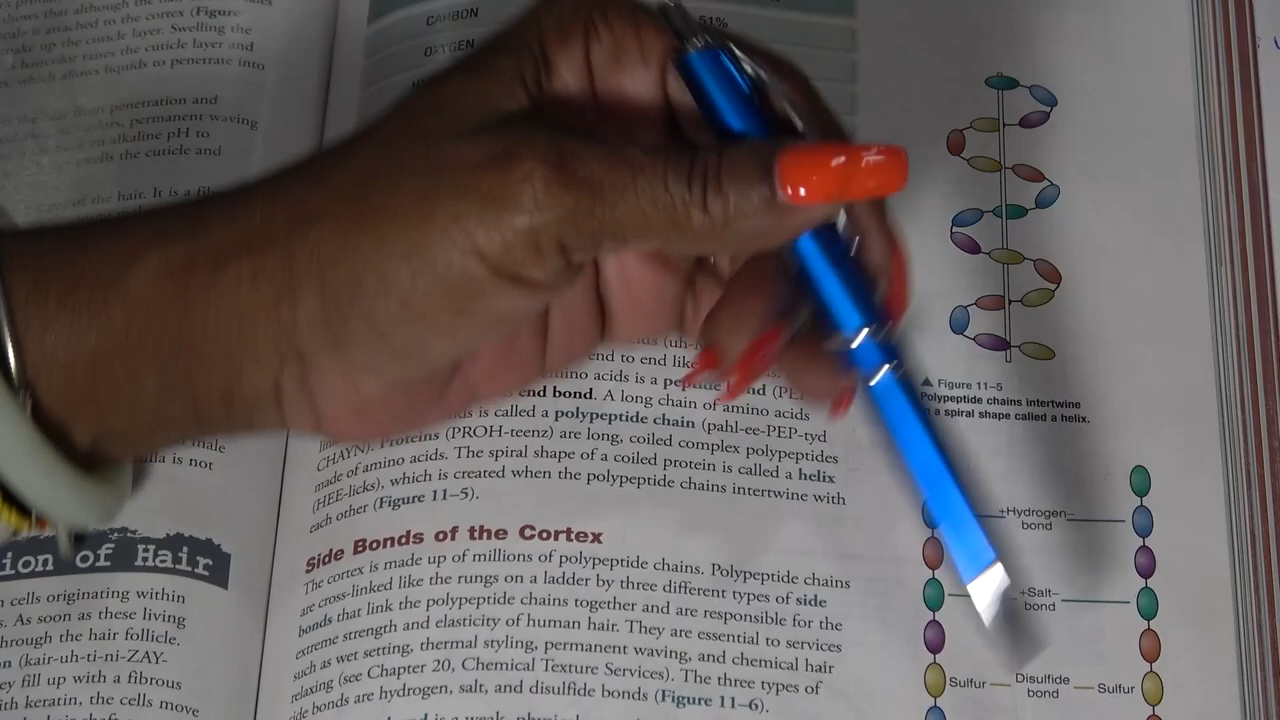 shows that although the hair
scale is attached to the cortex (Figure
make up the cuticle layer. Swelling the
haircolor raises the cuticle layer and
which allows liquids to penetrate into
from penetration and
permanent waving
an alkaline pH to
swells the cuticle and
of the hair. It is a
male
is not
ion of Hair
cells originating within
s. As soon as these living
through the hair follicle.
(kair-uh-ti-ni-ZAY-
ey fill up with a fibrous
ith keratin, the cells move
CARBON
51%
OXYGEN
end to end like
amino acids is a peptide bond (PEP-
end bond. A long chain of amino acids
is called a polypeptide chain (pahl-ee-PEP-tyd
CHAYN). Proteins (PROH-teenz) are long, coiled complex polypeptides
made of amino acids. The spiral shape of a coiled protein is called a helix
(HEE-licks), which is created when the polypeptide chains intertwine with
each other (Figure 11–5).
Side Bonds of the Cortex
The cortex is made up of millions of polypeptide chains. Polypeptide chains
are cross-linked like the rungs on a ladder by three different types of side
bonds that link the polypeptide chains together and are responsible for the
extreme strength and elasticity of human hair. They are essential to services
such as wet setting, thermal styling, permanent waving, and chemical hair
relaxing (see Chapter 20, Chemical Texture Services). The three types of
side bonds are hydrogen, salt, and disulfide bonds (Figure 11–6).
is a weak,
▲ Figure 11–5
Polypeptide chains intertwine
in a spiral shape called a helix.
+Hydrogen–
bond
+Salt–
bond
Sulfur
Disulfide
bond
Sulfur